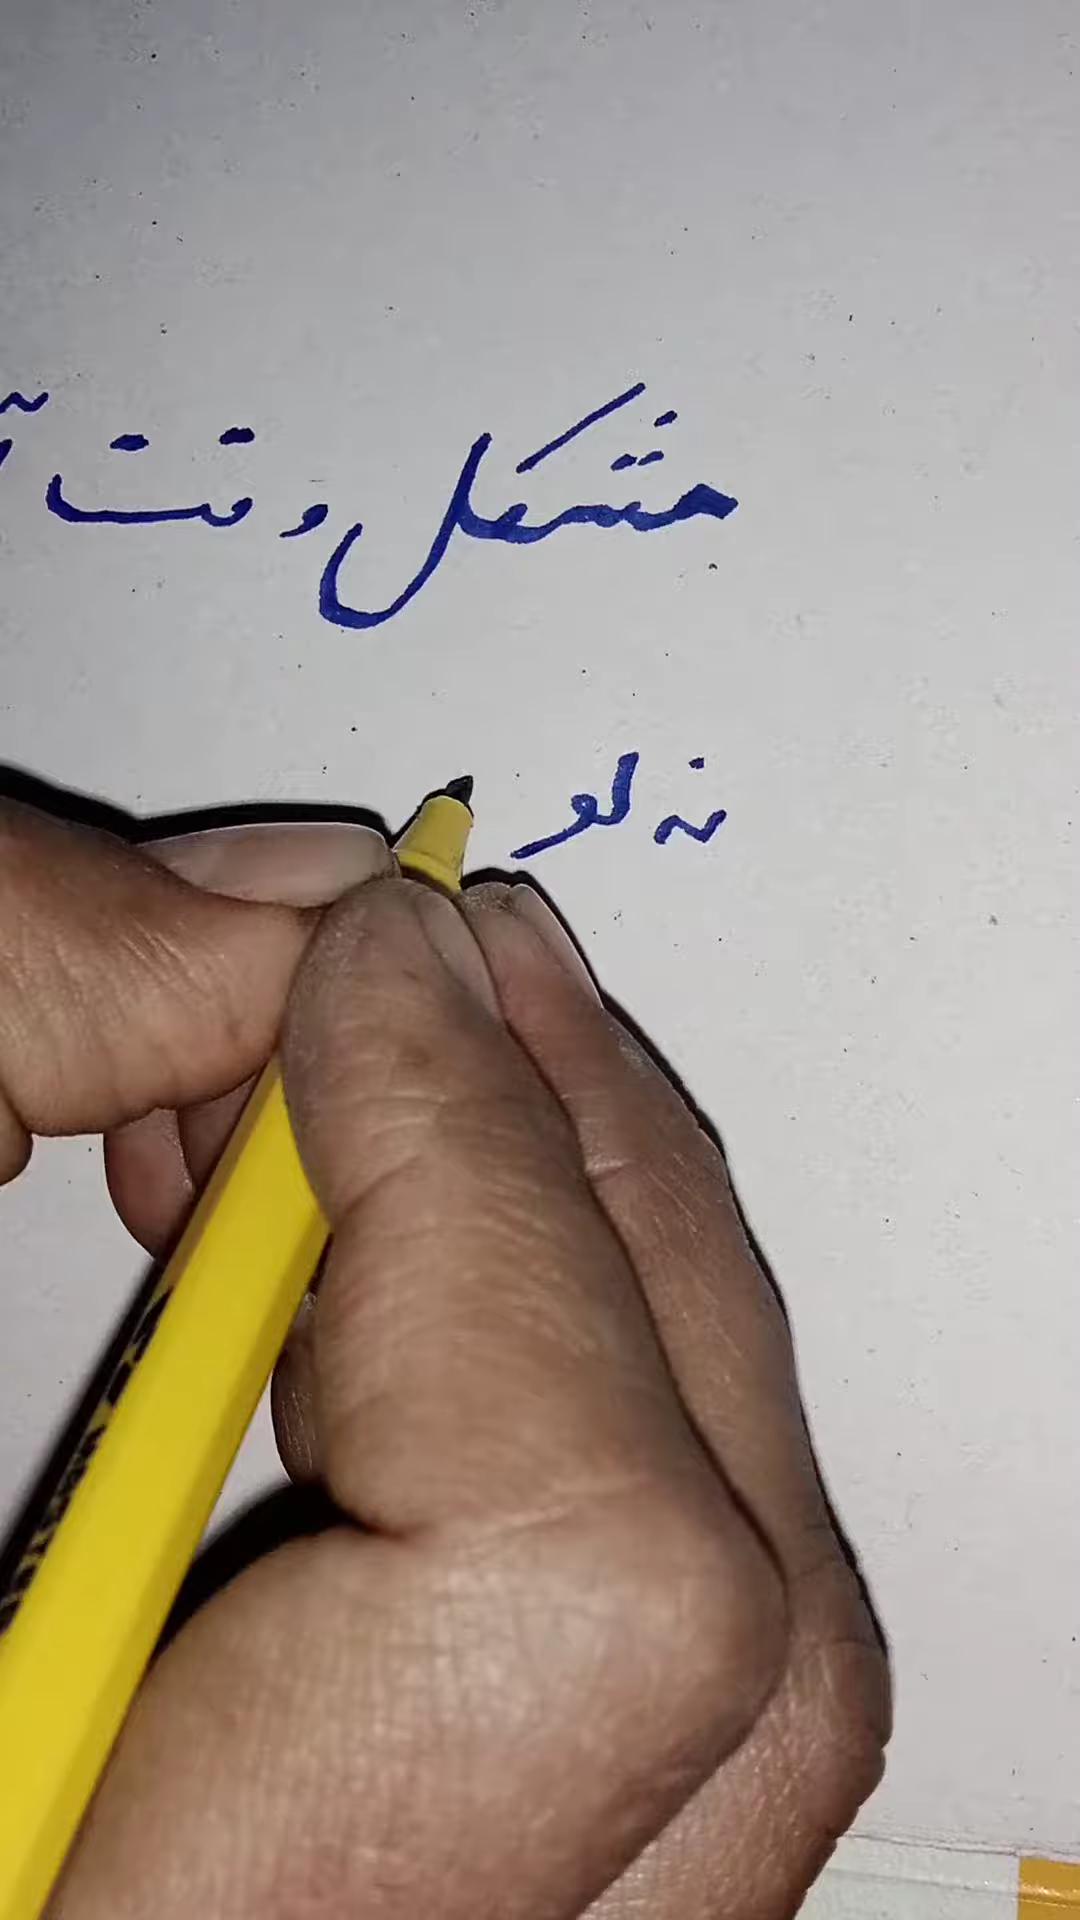 مشکل وقت آ
نہ لو